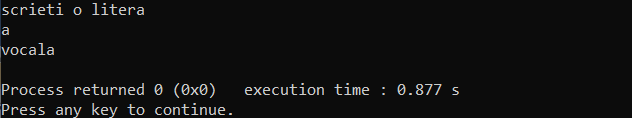 scrieti o litera
a
vocala
Process returned 0 (0x0)   execution time : 0.877 s
Press any key to continue.